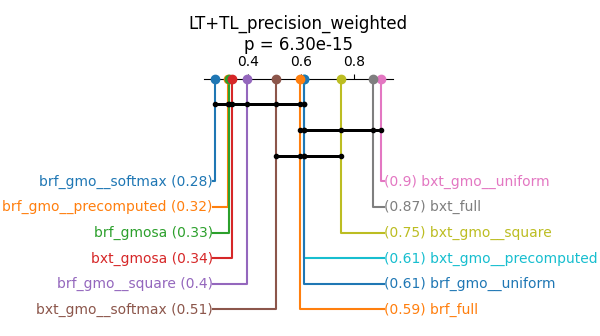 LT+TL_precision_weighted
p = 6.30e-15
0.4 0.6 0.8
brf_gmo__softmax (0.28)
(0.9) bxt_gmo__uniform
brf_gmo__precomputed (0.32)
(0.87) bxt_full
brf_gmosa (0.33)
(0.75) bxt_gmo__square
bxt_gmosa (0.34)
(0.61) bxt_gmo__precomputed
brf_gmo__square (0.4)
(0.61) brf_gmo__uniform
bxt_gmo__softmax (0.51)
(0.59) brf_full